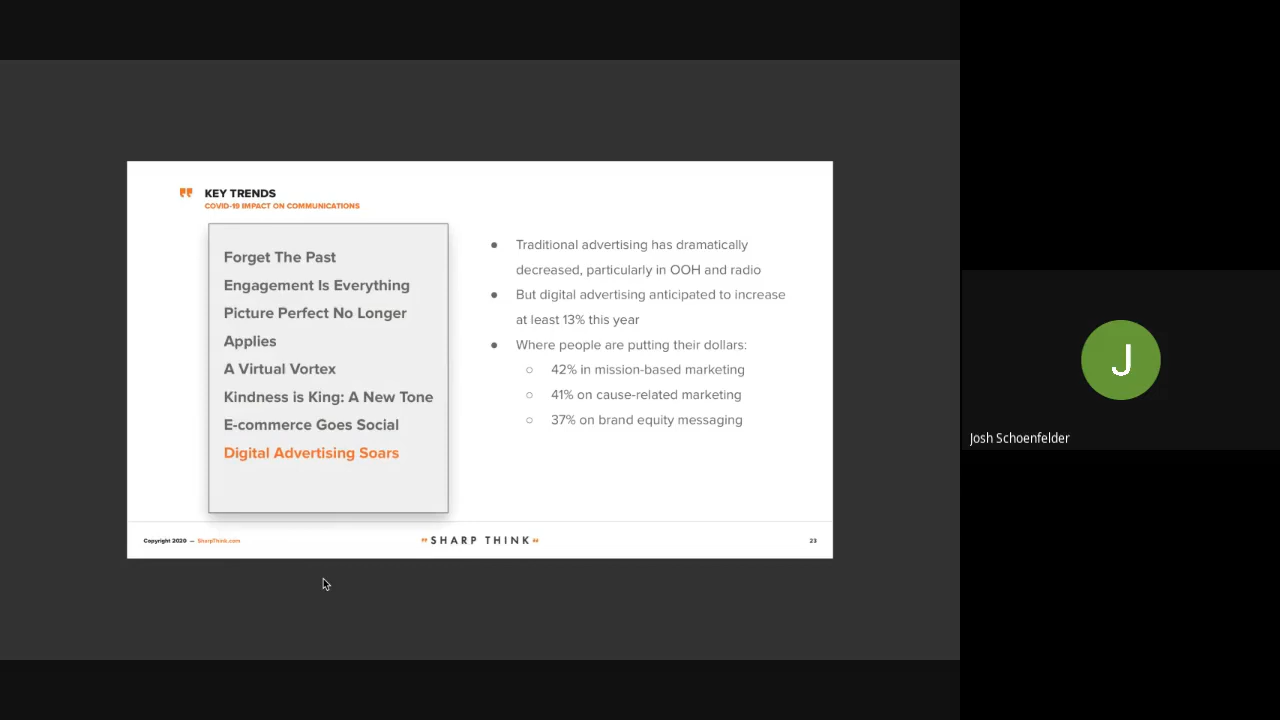 KEY TRENDS
COVID-19 IMPACT ON COMMUNICATIONS
Forget The Past
Engagement Is Everything
Picture Perfect No Longer
Applies
A Virtual Vortex
Kindness is King: A New Tone
E-commerce Goes Social
Digital Advertising Soars
● Traditional advertising has dramatically
decreased, particularly in OOH and radio
● But digital advertising anticipated to increase
at least 13% this year
● Where people are putting their dollars:
○ 42% in mission-based marketing
○ 41% on cause-related marketing
○ 37% on brand equity messaging
Copyright 2020 — SharpThink.com
SHARP THINK
23
J
Josh Schoenfelder